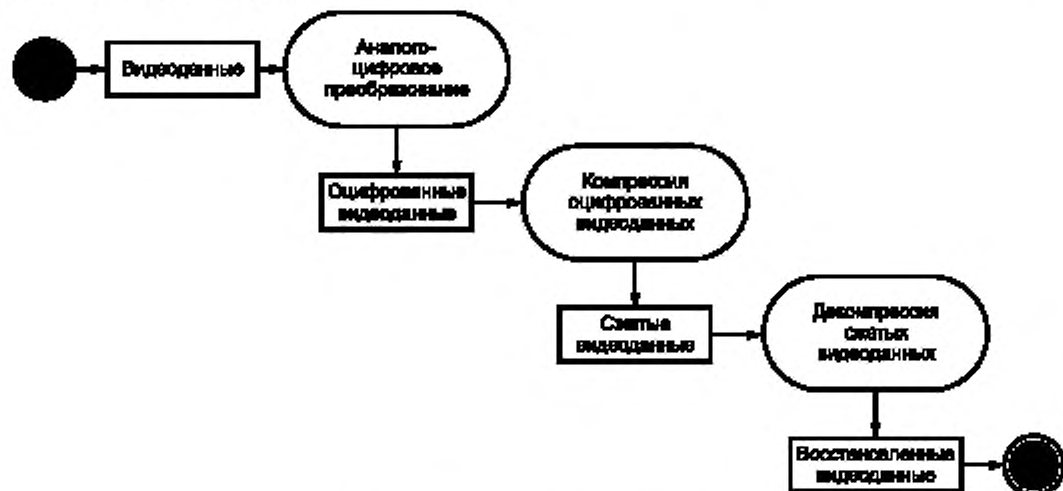 Видеоданные
Аналого-
цифровое
преобразование
Оцифрованные
видеоданные
Компрессия
оцифрованных
видеоданных
Сжатые
видеоданные
Декомпрессия
сжатых
видеоданных
Восстановленные
видеоданные